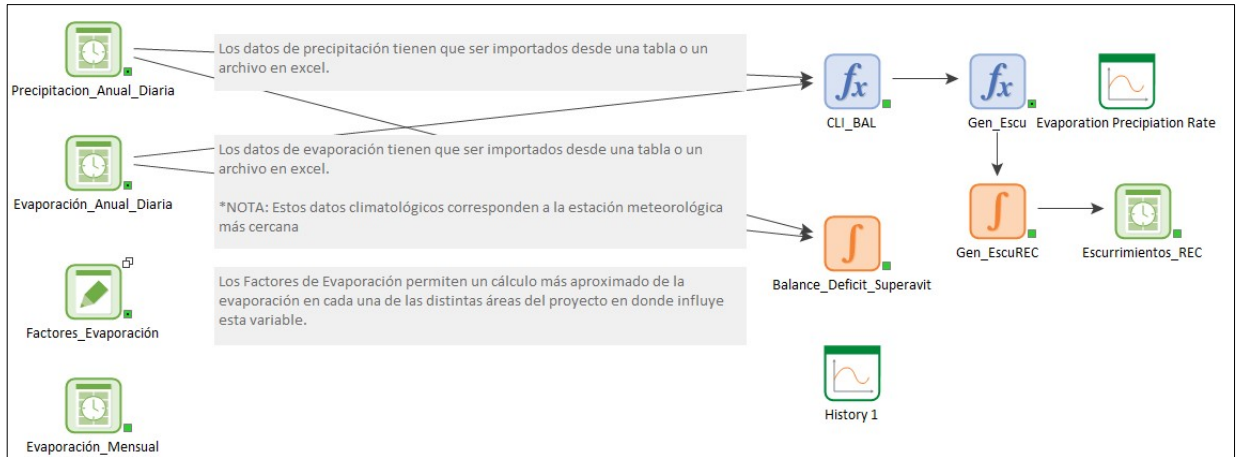 Los datos de precipitación tienen que ser importados desde una tabla o un
archivo en excel.
Precipitacion_Anual_Diaria
fx
CLI_BAL
fx
Gen_Escu
Evaporation Precipiation Rate
Los datos de evaporación tienen que ser importados desde una tabla o un
archivo en excel.
*NOTA: Estos datos climatológicos corresponden a la estación meteorológica
más cercana
Evaporación_Anual_Diaria
∫
Gen_EscuREC
Escurrimientos_REC
∫
Balance_Deficit_Superavit
Los Factores de Evaporación permiten un cálculo más aproximado de la
evaporación en cada una de las distintas áreas del proyecto en donde influye
esta variable.
Factores_Evaporación
History 1
Evaporación_Mensual